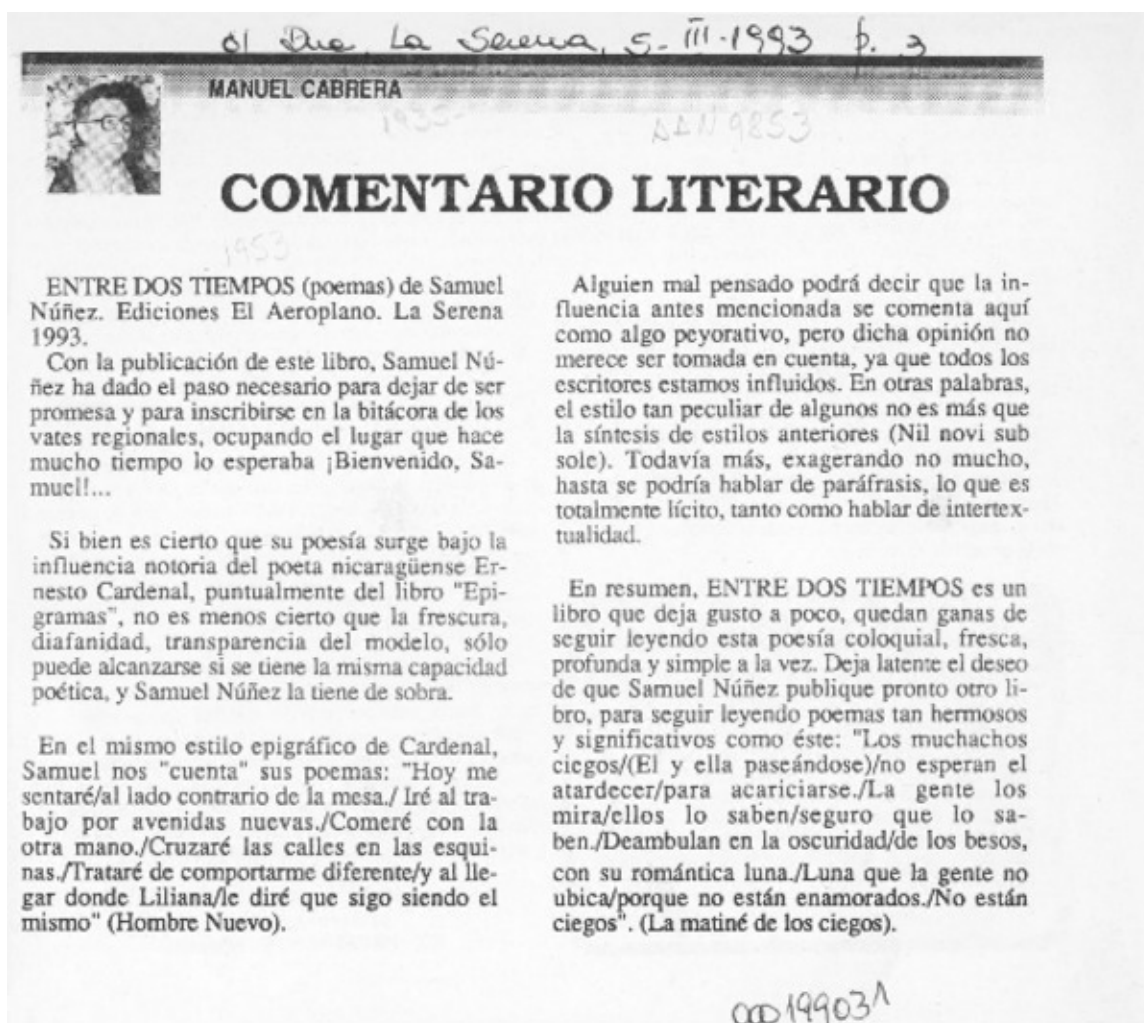 El Día, La Serena, 5-III-1993 p. 3
MANUEL CABRERA
1935-
AAN 9853
COMENTARIO LITERARIO
1953
ENTRE DOS TIEMPOS (poemas) de Samuel
Núñez. Ediciones El Aeroplano. La Serena
1993.
Con la publicación de este libro, Samuel Nú-
ñez ha dado el paso necesario para dejar de ser
promesa y para inscribirse en la bitácora de los
vates regionales, ocupando el lugar que hace
mucho tiempo lo esperaba ¡Bienvenido, Sa-
muel!...
Si bien es cierto que su poesía surge bajo la
influencia notoria del poeta nicaragüense Er-
nesto Cardenal, puntualmente del libro "Epi-
gramas", no es menos cierto que la frescura,
diafanidad, transparencia del modelo, sólo
puede alcanzarse si se tiene la misma capacidad
poética, y Samuel Núñez la tiene de sobra.
En el mismo estilo epigráfico de Cardenal,
Samuel nos "cuenta" sus poemas: "Hoy me
sentaré/al lado contrario de la mesa./ Iré al tra-
bajo por avenidas nuevas./Comeré con la
otra mano./Cruzaré las calles en las esqui-
nas./Trataré de comportarme diferente/y al lle-
gar donde Liliana/le diré que sigo siendo el
mismo" (Hombre Nuevo).
Alguien mal pensado podrá decir que la in-
fluencia antes mencionada se comenta aquí
como algo peyorativo, pero dicha opinión no
merece ser tomada en cuenta, ya que todos los
escritores estamos influidos. En otras palabras,
el estilo tan peculiar de algunos no es más que
la síntesis de estilos anteriores (Nil novi sub
sole). Todavía más, exagerando no mucho,
hasta se podría hablar de paráfrasis, lo que es
totalmente lícito, tanto como hablar de intertex-
tualidad.
En resumen, ENTRE DOS TIEMPOS es un
libro que deja gusto a poco, quedan ganas de
seguir leyendo esta poesía coloquial, fresca,
profunda y simple a la vez. Deja latente el deseo
de que Samuel Núñez publique pronto otro li-
bro, para seguir leyendo poemas tan hermosos
y significativos como éste: "Los muchachos
ciegos/(El y ella paseándose)/no esperan el
atardecer/para acariciarse./La gente los
mira/ellos lo saben/seguro que lo sa-
ben./Deambulan en la oscuridad/de los besos,
con su romántica luna./Luna que la gente no
ubica/porque no están enamorados./No están
ciegos". (La matiné de los ciegos).
000199031